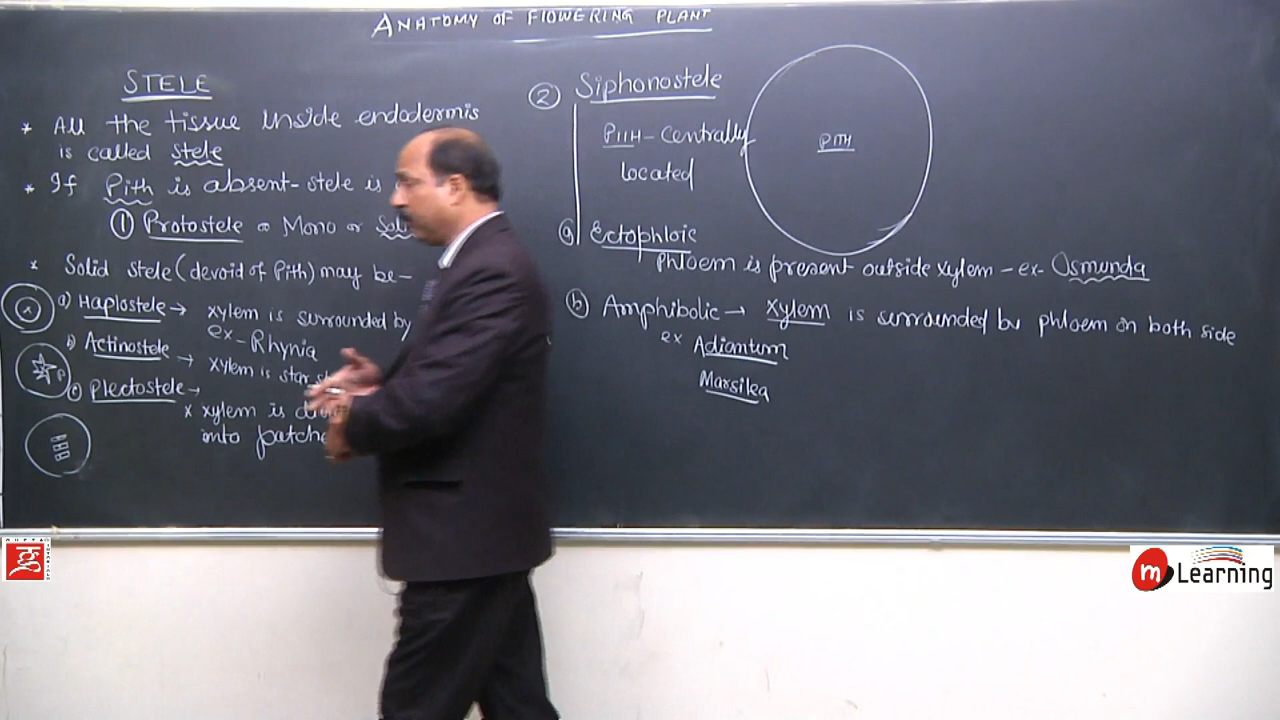 ANATOMY OF FlOWERING PLANT
STELE
* All the tissue inside endodermis
is called stele
* If Pith is absent-stele is
① Protostele or Mono or
* Solid stele (devoid of Pith) may be-
a) Haplostele → xylem is surrounded by
ex- Rhynia
b) Actinostele → xylem is star
P
c) Plectostele →
* xylem is
into
② Siphonostele
PITH- centrally
located
PITH
a) Ectophloic
Phloem is present outside xylem - ex- Osmunda
b) Amphibolic → Xylem is surrounded by phloem on both side
ex Adiantum
Marsilea
m Learning